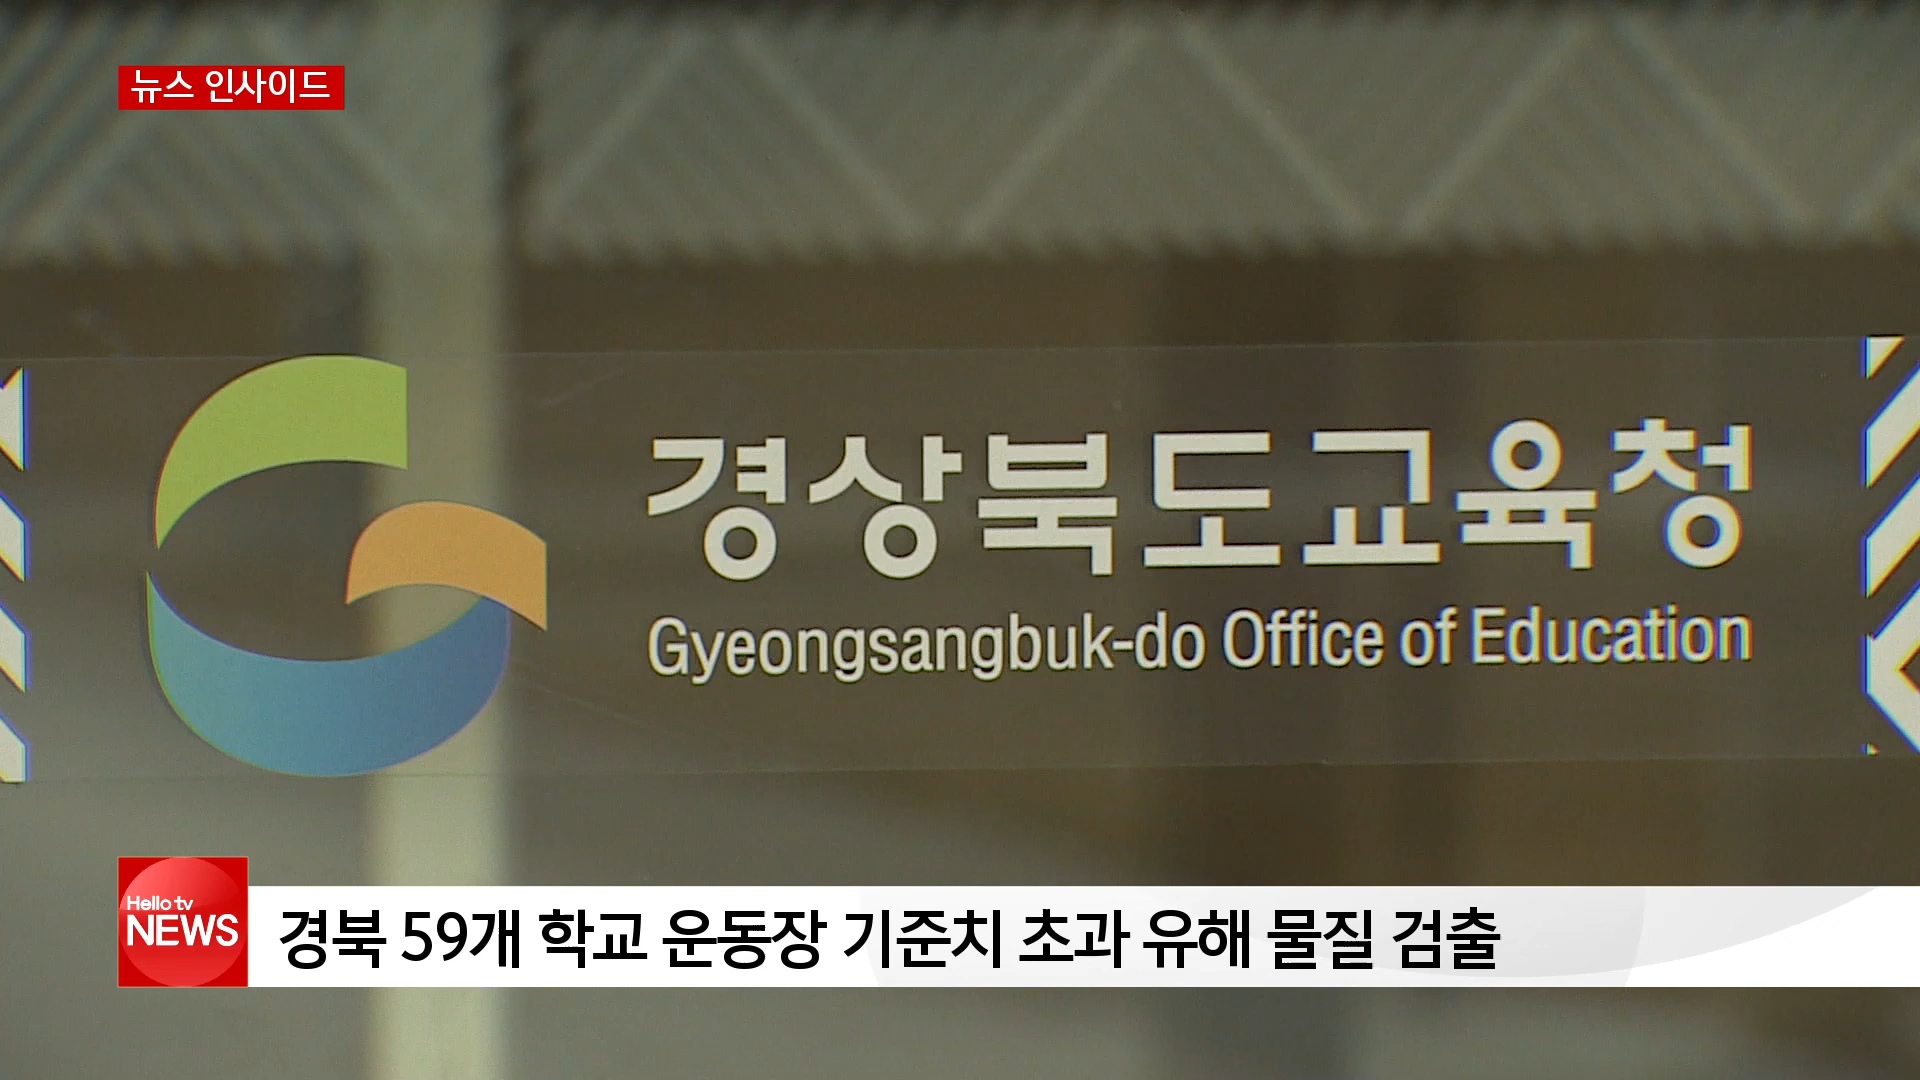 뉴스 인사이드
경상북도교육청
Gyeongsangbuk-do Office of Education
Hello tv
NEWS
경북 59개 학교 운동장 기준치 초과 유해 물질 검출